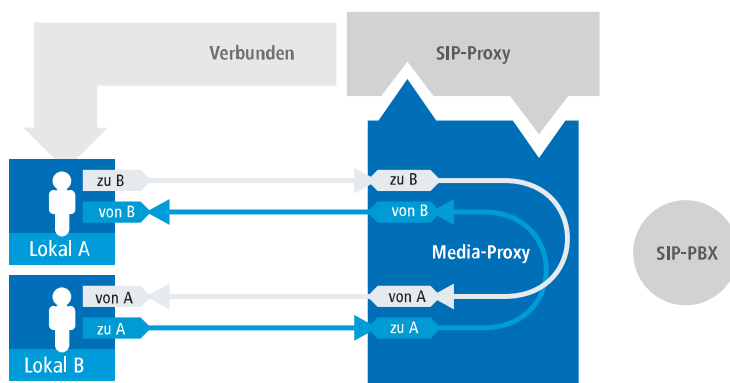 Verbunden
SIP-Proxy
zu B
zu B
von B
von B
Lokal A
Media-Proxy
SIP-PBX
von A
von A
zu A
zu A
Lokal B